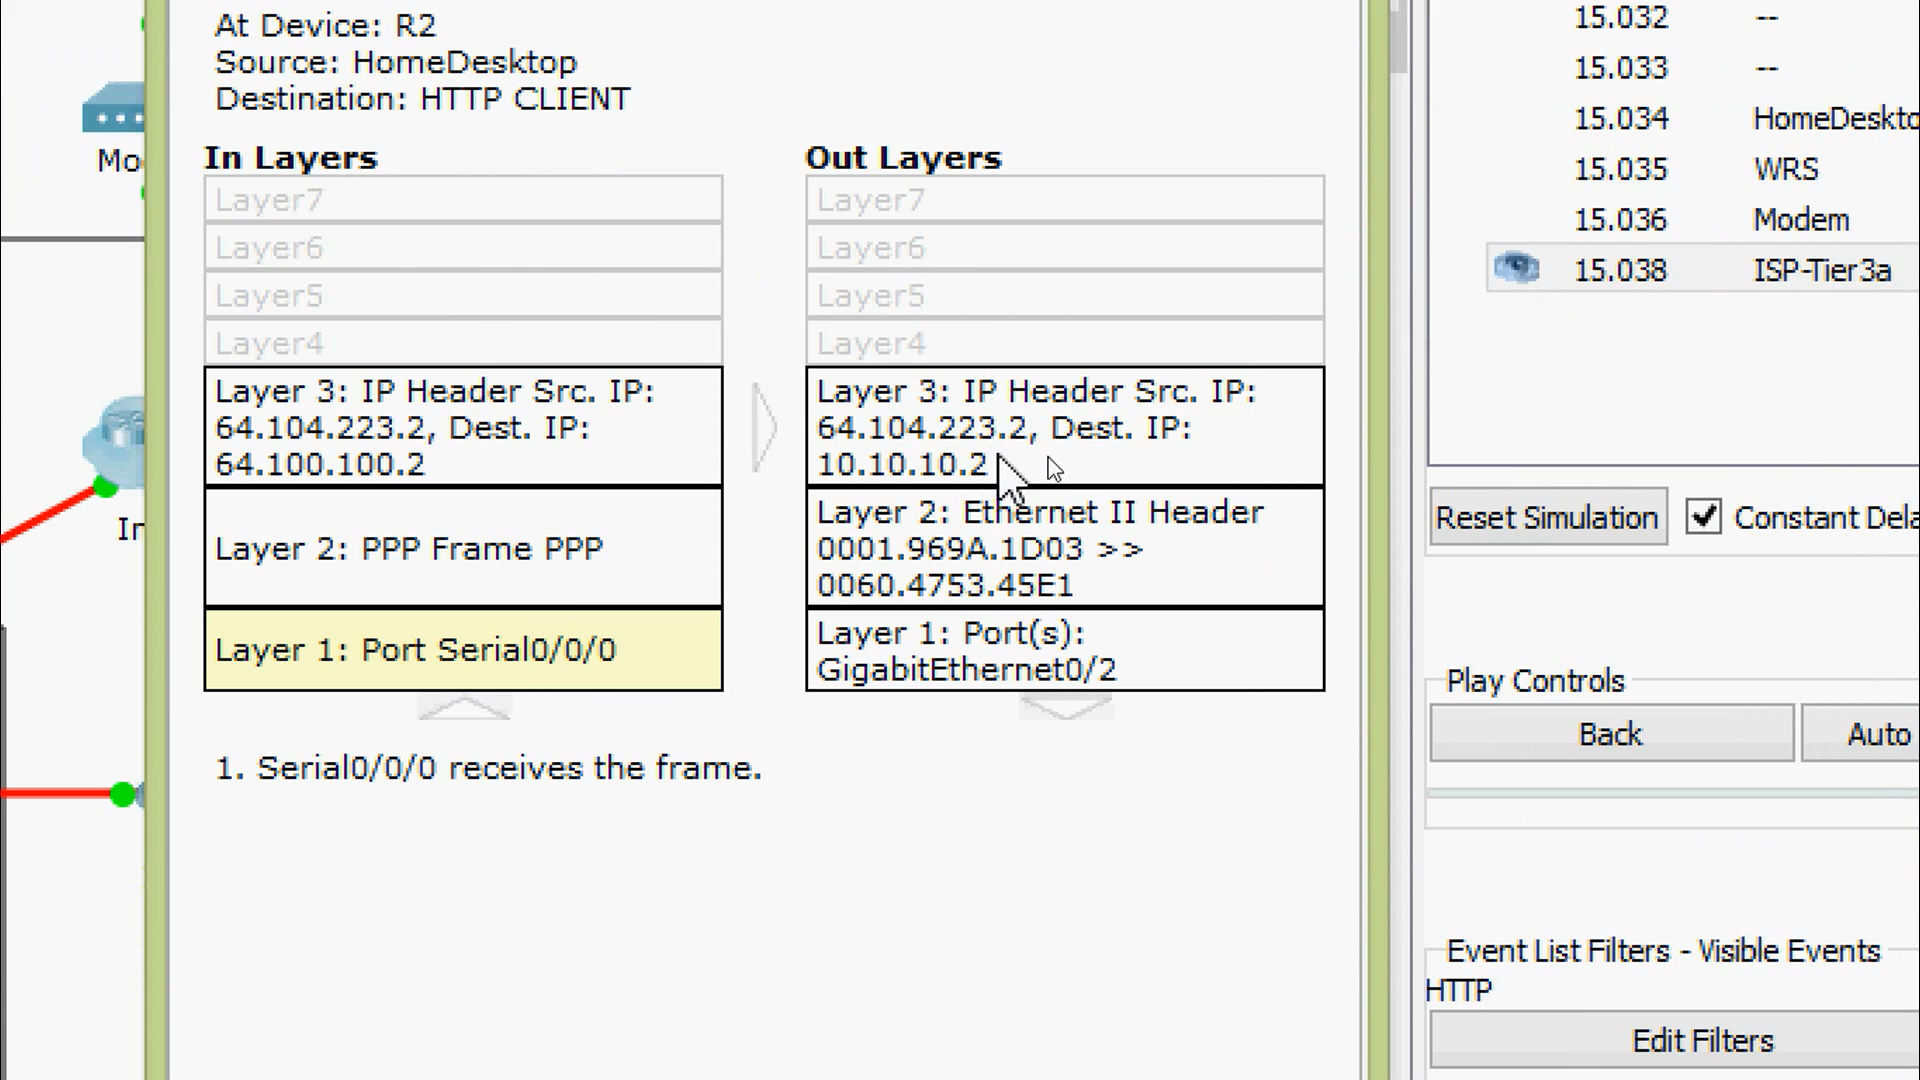 At Device: R2
Source: HomeDesktop
Destination: HTTP CLIENT
In Layers
Layer7
Layer6
Layer5
Layer4
Layer 3: IP Header Src. IP:
64.104.223.2, Dest. IP:
64.100.100.2
Layer 2: PPP Frame PPP
Layer 1: Port Serial0/0/0
Out Layers
Layer7
Layer6
Layer5
Layer4
Layer 3: IP Header Src. IP:
64.104.223.2, Dest. IP:
10.10.10.2
Layer 2: Ethernet II Header
0001.969A.1D03 >>
0060.4753.45E1
Layer 1: Port(s):
GigabitEthernet0/2
1. Serial0/0/0 receives the frame.
Mo
In
15.032 --
15.033 --
15.034 HomeDeskto
15.035 WRS
15.036 Modem
15.038 ISP-Tier3a
Reset Simulation
Constant Dela
Play Controls
Back
Auto
Event List Filters - Visible Events
HTTP
Edit Filters